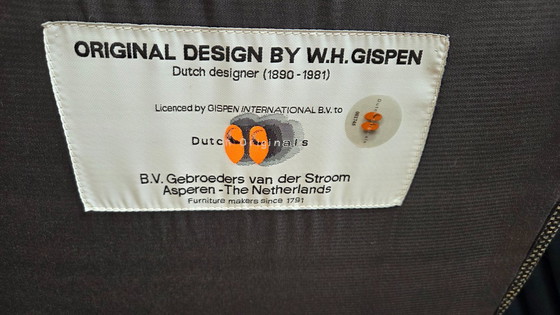 ORIGINAL DESIGN BY W.H.GISPEN
Dutch designer (1890-1981)
Licenced by GISPEN INTERNATIONAL B.V. to
Dutch Originals
B.V. Gebroeders van der Stroom
Asperen -The Netherlands
Furniture makers since 1791